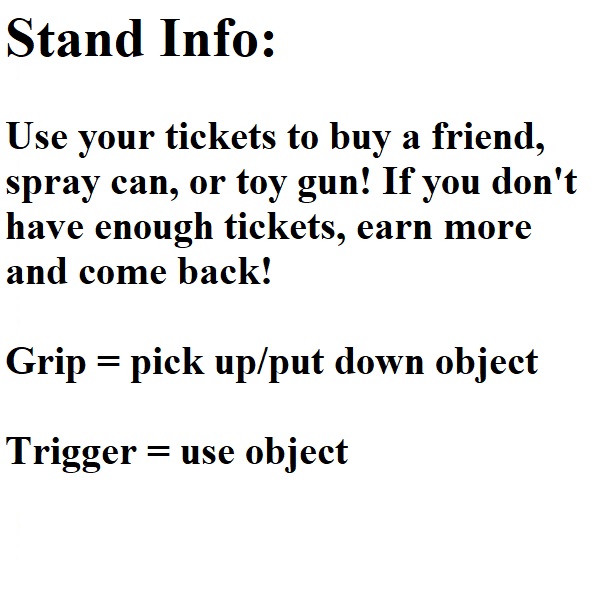 Stand Info:
Use your tickets to buy a friend,
spray can, or toy gun! If you don't
have enough tickets, earn more
and come back!
Grip = pick up/put down object
Trigger = use object